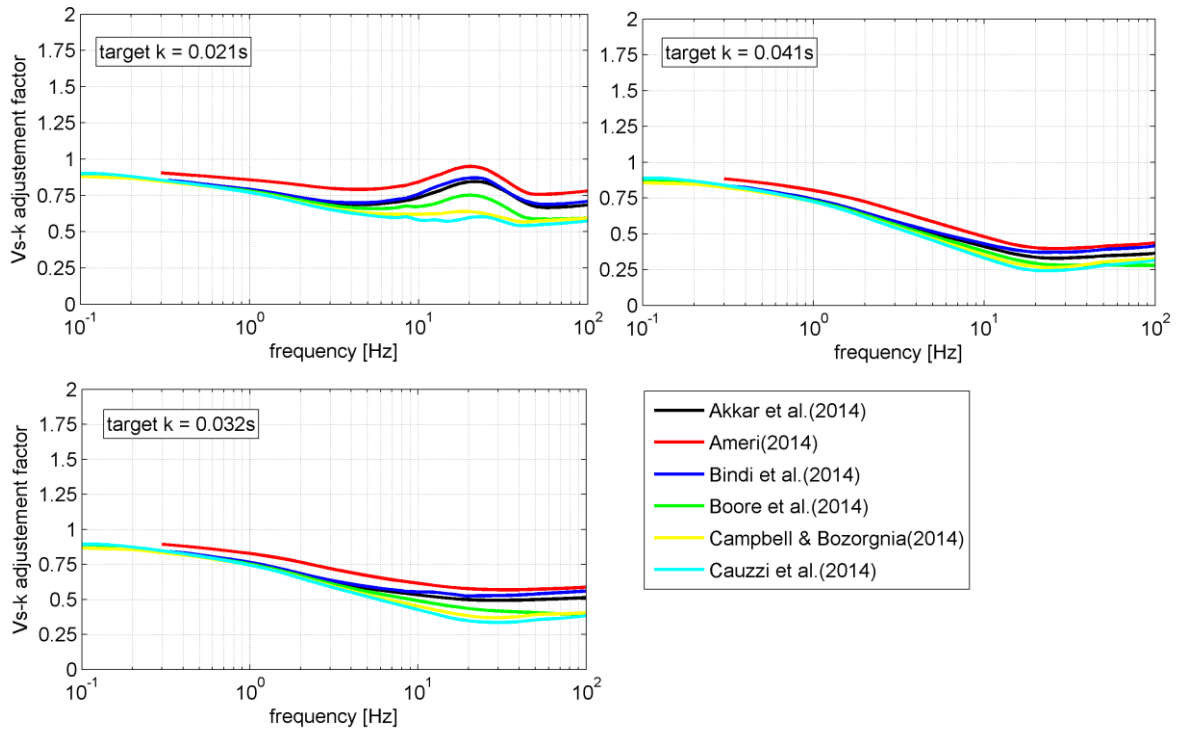 2
1.75
1.5
1.25
1
0.75
0.5
0.25
0
Vs-k adjustement factor
target k = 0.021s
10^-1 10^0 10^1 10^2
frequency [Hz]
2
1.75
1.5
1.25
1
0.75
0.5
0.25
0
target k = 0.041s
10^-1 10^0 10^1 10^2
frequency [Hz]
2
1.75
1.5
1.25
1
0.75
0.5
0.25
0
Vs-k adjustement factor
target k = 0.032s
10^-1 10^0 10^1 10^2
frequency [Hz]
Akkar et al.(2014)
Ameri(2014)
Bindi et al.(2014)
Boore et al.(2014)
Campbell & Bozorgnia(2014)
Cauzzi et al.(2014)